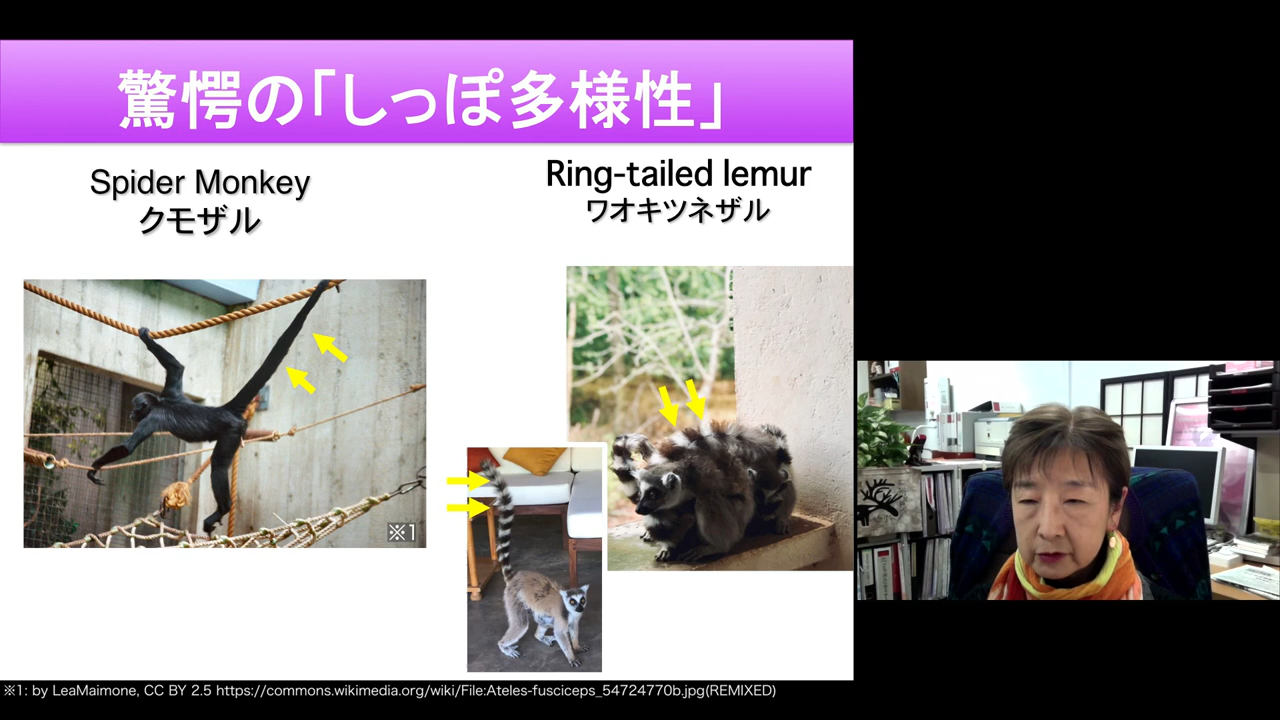 驚愕の「しっぽ多様性」
Spider Monkey
クモザル
Ring-tailed lemur
ワオキツネザル
※1
※1: by LeaMaimone, CC BY 2.5 https://commons.wikimedia.org/wiki/File:Ateles-fusciceps_54724770b.jpg(REMIXED)